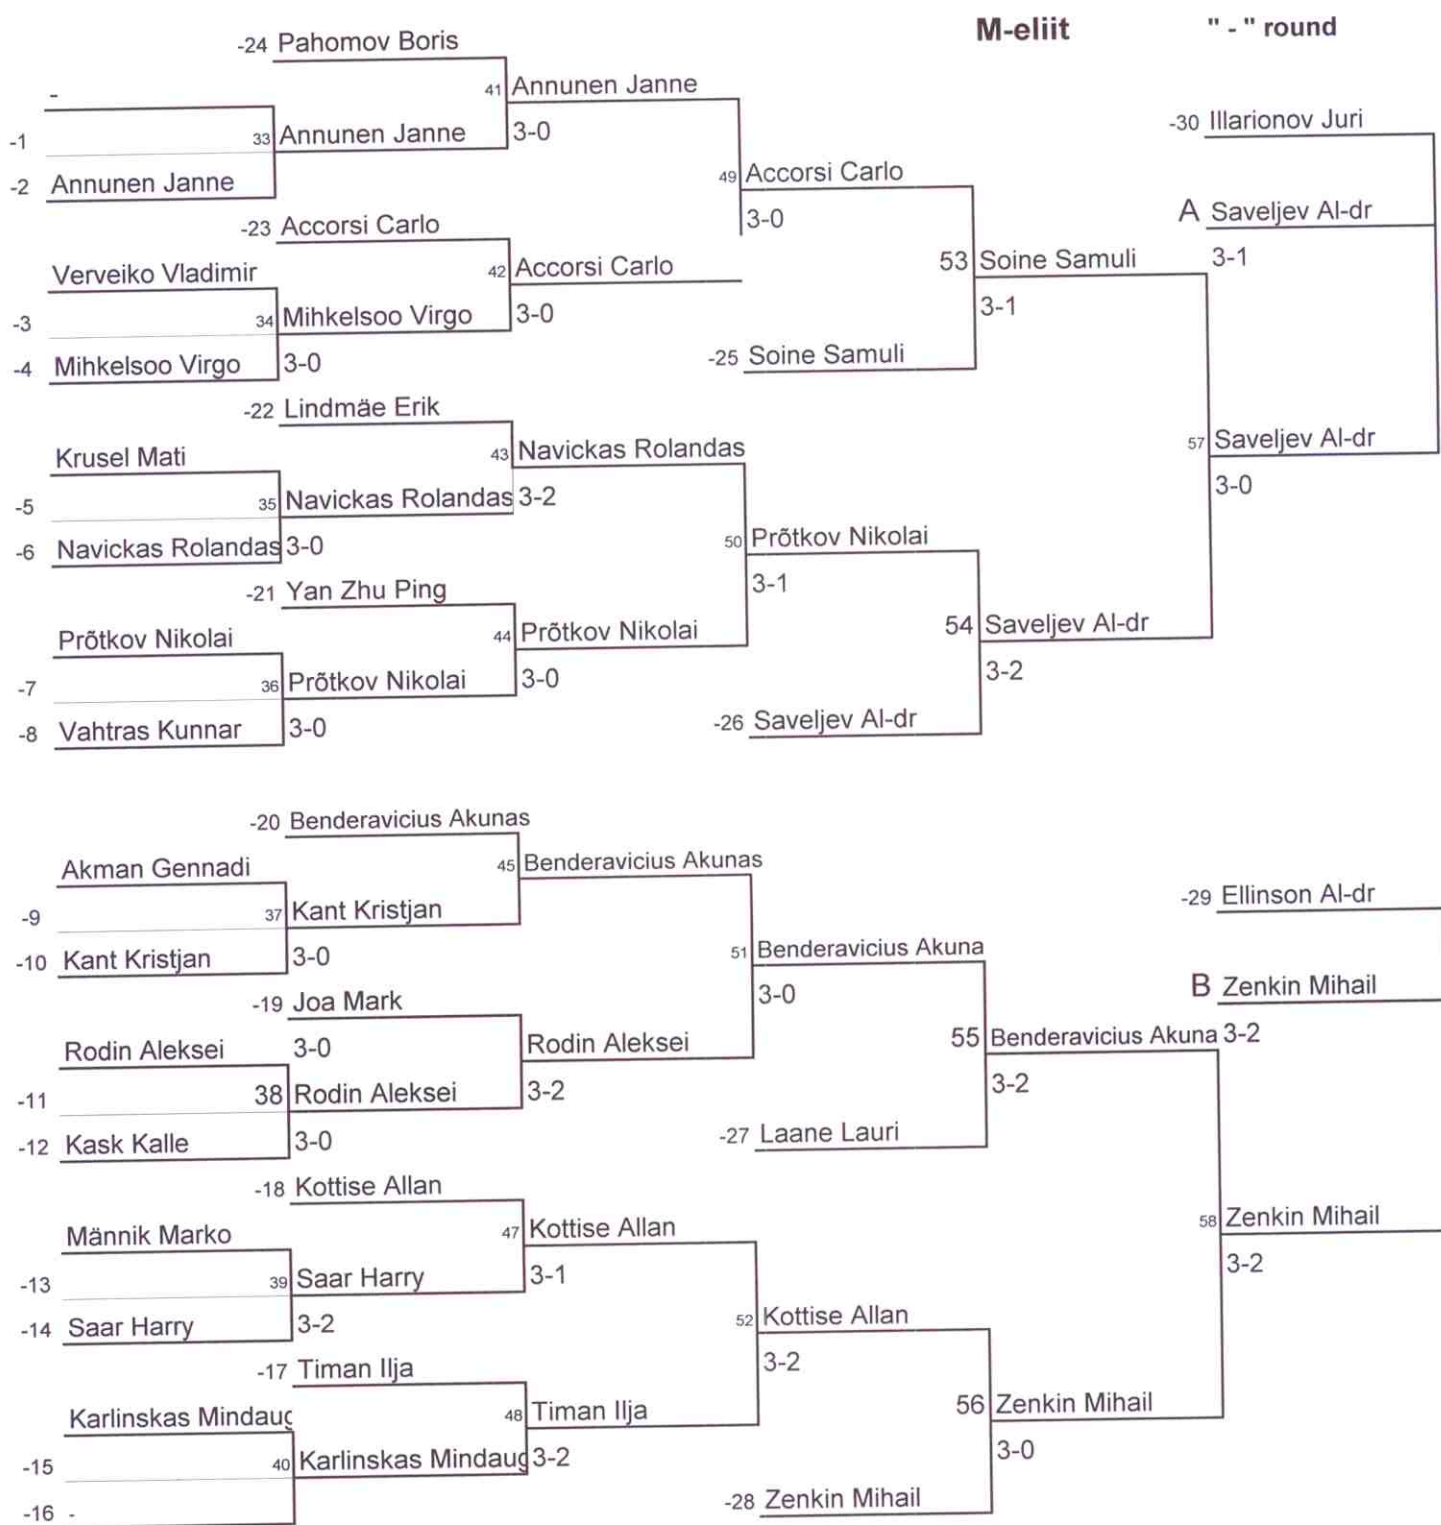 M-eliit " - " round
-24 Pahomov Boris
-
41 Annunen Janne
-30 Illarionov Juri
-1
33 Annunen Janne 3-0
-2 Annunen Janne
49 Accorsi Carlo
A Saveljev Al-dr
-23 Accorsi Carlo
3-0
3-1
Verveiko Vladimir
42 Accorsi Carlo
53 Soine Samuli
-3
34 Mihkelsoo Virgo 3-0
3-1
-4 Mihkelsoo Virgo 3-0
-25 Soine Samuli
-22 Lindmäe Erik
Krusel Mati
43 Navickas Rolandas
57 Saveljev Al-dr
-5
35 Navickas Rolandas 3-2
3-0
-6 Navickas Rolandas 3-0
50 Prõtkov Nikolai
-21 Yan Zhu Ping
3-1
Prõtkov Nikolai
44 Prõtkov Nikolai
54 Saveljev Al-dr
-7
36 Prõtkov Nikolai 3-0
3-2
-8 Vahtras Kunnar 3-0
-26 Saveljev Al-dr
-20 Benderavicius Akunas
Akman Gennadi
45 Benderavicius Akunas
-29 Ellinson Al-dr
-9
37 Kant Kristjan
-10 Kant Kristjan 3-0
51 Benderavicius Akuna
B Zenkin Mihail
-19 Joa Mark
3-0
Rodin Aleksei 3-0
Rodin Aleksei
55 Benderavicius Akuna 3-2
-11
38 Rodin Aleksei 3-2
3-2
-12 Kask Kalle 3-0
-27 Laane Lauri
-18 Kottise Allan
Männik Marko
47 Kottise Allan
58 Zenkin Mihail
-13
39 Saar Harry 3-1
3-2
-14 Saar Harry 3-2
52 Kottise Allan
-17 Timan Ilja
3-2
Karlinskas Mindaug
48 Timan Ilja
56 Zenkin Mihail
-15
40 Karlinskas Mindaug 3-2
3-0
-16 -
-28 Zenkin Mihail